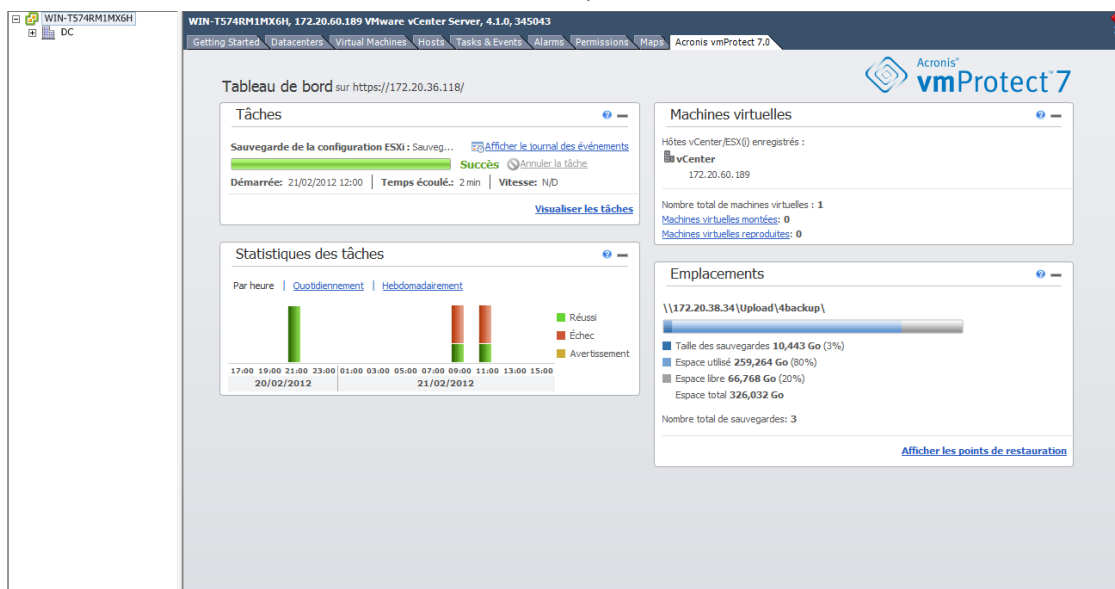 WIN-T574RM1MX6H
DC
WIN-T574RM1MX6H, 172.20.60.189 VMware vCenter Server, 4.1.0, 345043
Getting Started Datacenters Virtual Machines Hosts Tasks & Events Alarms Permissions Maps Acronis vmProtect 7.0
Acronis®
vmProtect™7
Tableau de bord sur https://172.20.36.118/
Tâches
Sauvegarde de la configuration ESXi : Sauveg... Afficher le journal des événements
Succès Annuler la tâche
Démarrée: 21/02/2012 12:00 | Temps écoulé.: 2 min | Vitesse: N/D
Visualiser les tâches
Statistiques des tâches
Par heure | Quotidiennement | Hebdomadairement
Réussi
Échec
Avertissement
17:00 19:00 21:00 23:00 01:00 03:00 05:00 07:00 09:00 11:00 13:00 15:00
20/02/2012 21/02/2012
Machines virtuelles
Hôtes vCenter/ESX(i) enregistrés :
vCenter
172.20.60.189
Nombre total de machines virtuelles : 1
Machines virtuelles montées: 0
Machines virtuelles reproduites: 0
Emplacements
\\172.20.38.34\Upload\4backup\
Taille des sauvegardes 10,443 Go (3%)
Espace utilisé 259,264 Go (80%)
Espace libre 66,768 Go (20%)
Espace total 326,032 Go
Nombre total de sauvegardes: 3
Afficher les points de restauration